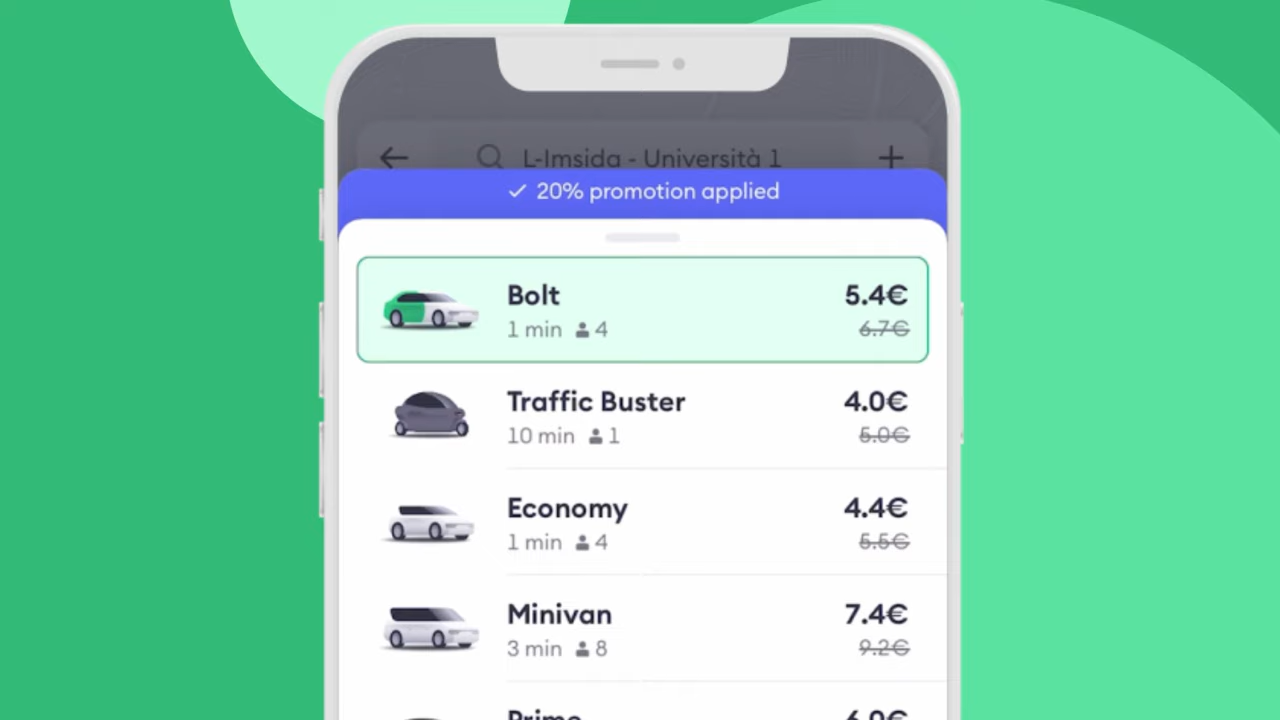 L-Imsida - Università 1
20% promotion applied
Bolt
5.4€
1 min 4
6.7€
Traffic Buster
4.0€
10 min 1
5.0€
Economy
4.4€
1 min 4
5.5€
Minivan
7.4€
3 min 8
9.2€
Prime